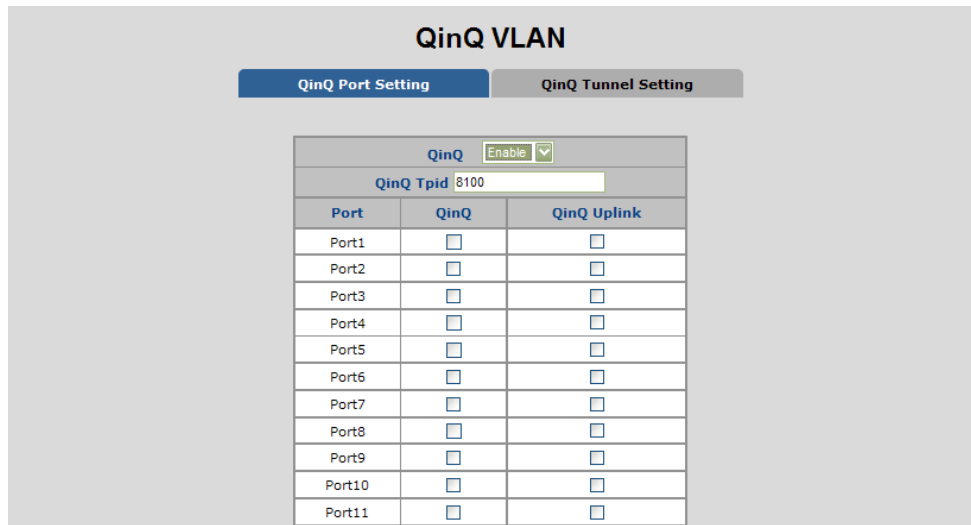 QinQ VLAN
QinQ Port Setting QinQ Tunnel Setting
QinQ Enable
QinQ Tpid 8100
Port QinQ QinQ Uplink
Port1
Port2
Port3
Port4
Port5
Port6
Port7
Port8
Port9
Port10
Port11